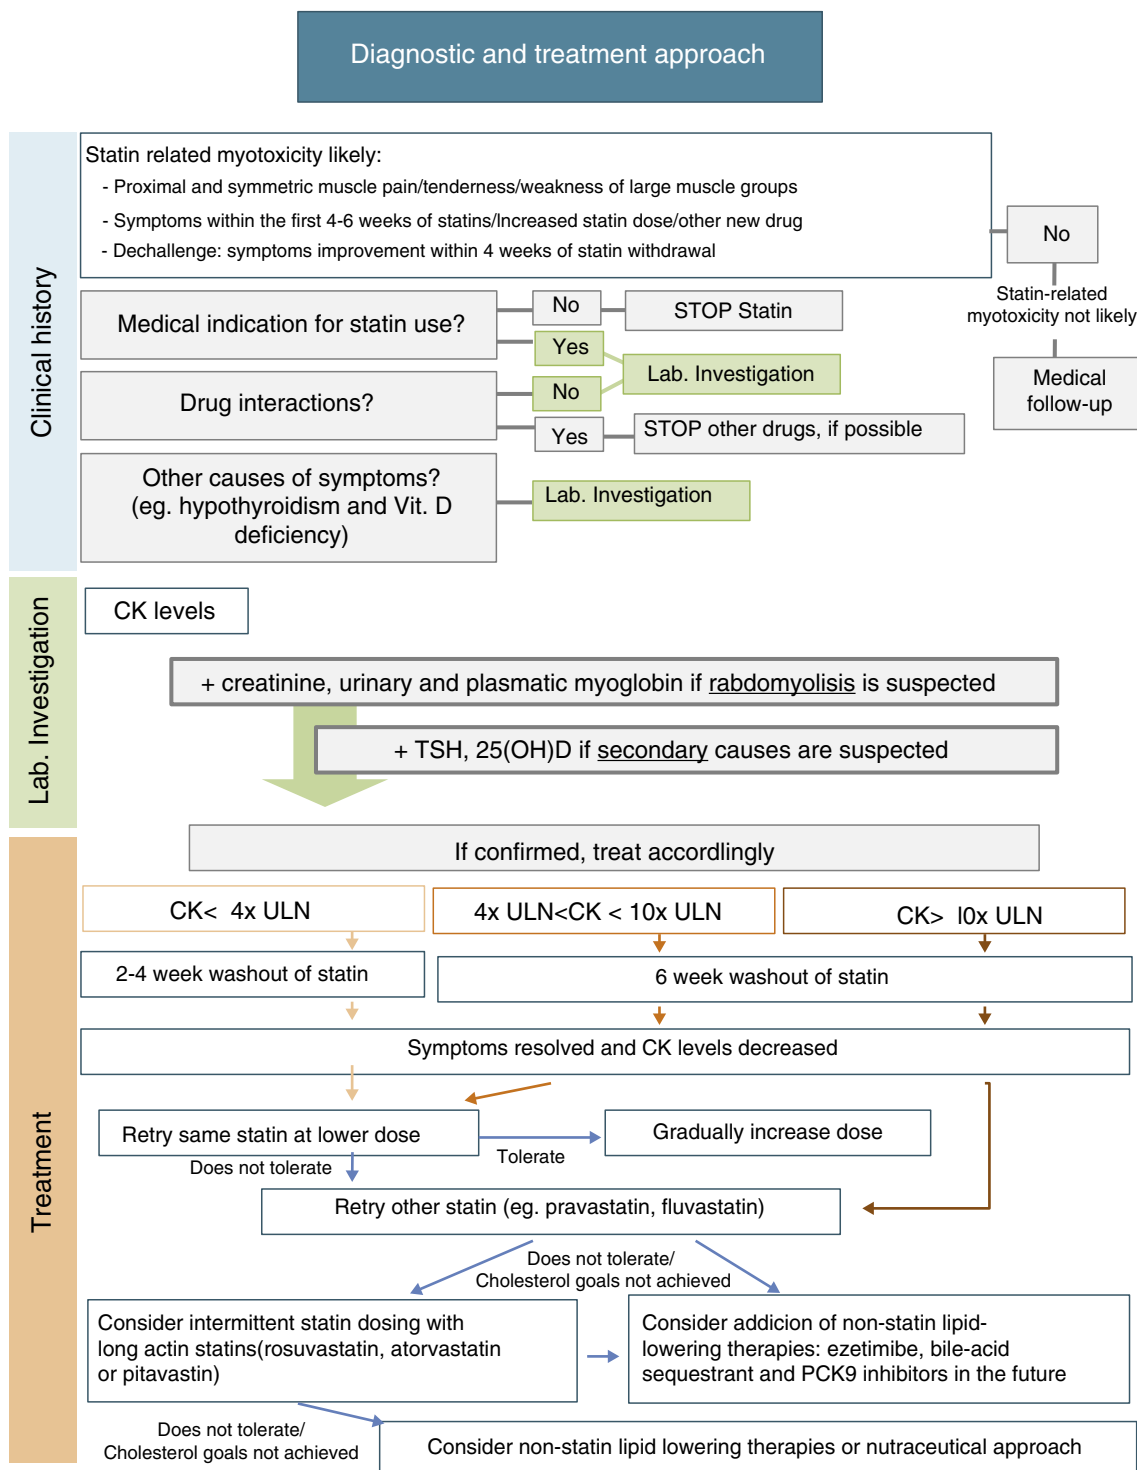 Diagnostic and treatment approach
Clinical history
Statin related myotoxicity likely:
- Proximal and symmetric muscle pain/tenderness/weakness of large muscle groups
- Symptoms within the first 4-6 weeks of statins/Increased statin dose/other new drug
- Dechallenge: symptoms improvement within 4 weeks of statin withdrawal
No
Statin-related
myotoxicity not likely
Medical
follow-up
Medical indication for statin use?
No
STOP Statin
Yes
Lab. Investigation
Drug interactions?
No
Yes
STOP other drugs, if possible
Other causes of symptoms?
(eg. hypothyroidism and Vit. D
deficiency)
Lab. Investigation
Lab. Investigation
CK levels
+ creatinine, urinary and plasmatic myoglobin if rabdomyolisis is suspected
+ TSH, 25(OH)D if secondary causes are suspected
Treatment
If confirmed, treat accordingly
CK< 4x ULN
4x ULN<CK < 10x ULN
CK> l0x ULN
2-4 week washout of statin
6 week washout of statin
Symptoms resolved and CK levels decreased
Retry same statin at lower dose
Tolerate
Gradually increase dose
Does not tolerate
Retry other statin (eg. pravastatin, fluvastatin)
Does not tolerate/
Cholesterol goals not achieved
Consider intermittent statin dosing with
long actin statins(rosuvastatin, atorvastatin
or pitavastin)
Consider addicion of non-statin lipid-
lowering therapies: ezetimibe, bile-acid
sequestrant and PCK9 inhibitors in the future
Does not tolerate/
Cholesterol goals not achieved
Consider non-statin lipid lowering therapies or nutraceutical approach